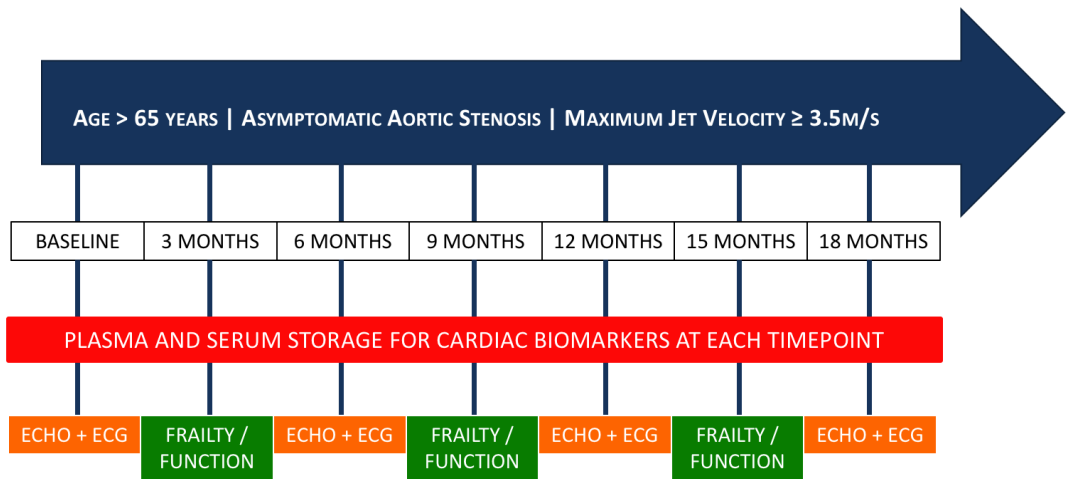 Age > 65 years | Asymptomatic Aortic Stenosis | Maximum Jet Velocity ≥ 3.5m/s
BASELINE 3 MONTHS 6 MONTHS 9 MONTHS 12 MONTHS 15 MONTHS 18 MONTHS
PLASMA AND SERUM STORAGE FOR CARDIAC BIOMARKERS AT EACH TIMEPOINT
ECHO + ECG
FRAILTY /
FUNCTION
ECHO + ECG
FRAILTY /
FUNCTION
ECHO + ECG
FRAILTY /
FUNCTION
ECHO + ECG